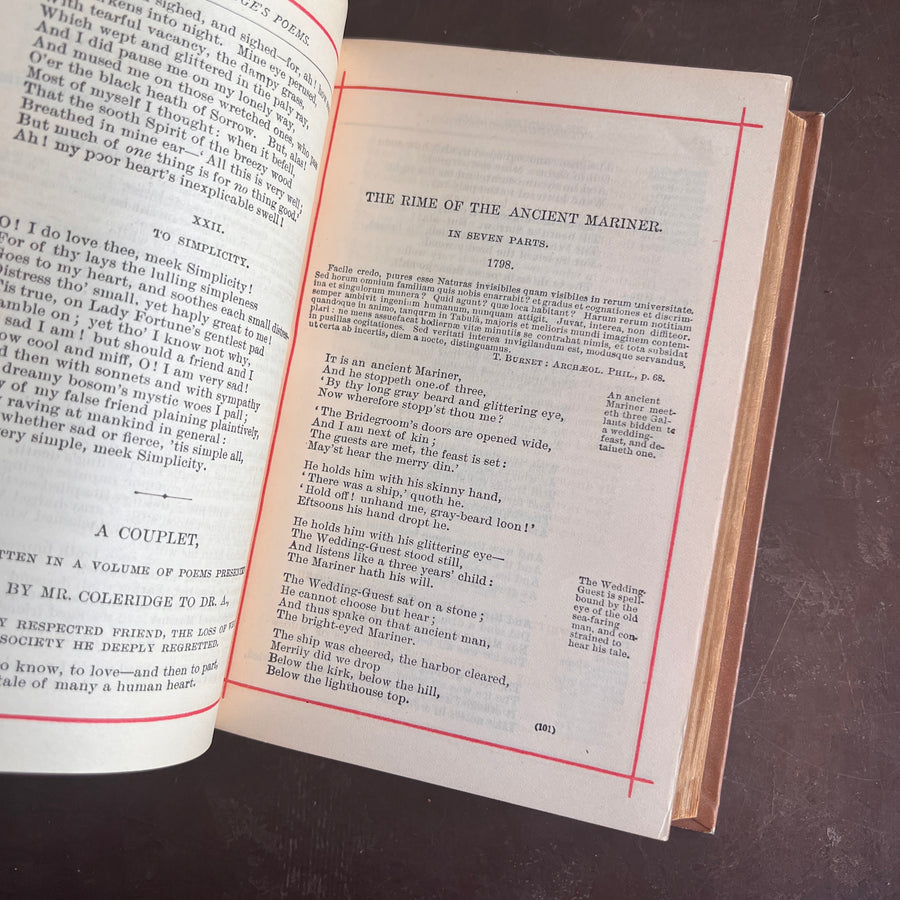 GE'S POEMS.
sighed, and sighed—for, ah!
kens into night. Mine eye perused,
With tearful vacancy, the dampy grass,
Which wept and glittered in the paly ray,
And I did pause me on my lonely way,
And mused me on those wretched ones, who pass
O'er the black heath of Sorrow. But, alas!
Most of myself I thought: when it befell,
That the sooth Spirit of the breezy wood
Breathed in mine ear—'All this is very well;
But much of one thing is for no thing good.'
Ah! my poor heart's inexplicable swell!
XXII.
TO SIMPLICITY.
O! I do love thee, meek Simplicity!
For of thy lays the lulling simpleness
Goes to my heart, and soothes each small distress,
Distress tho' small, yet haply great to me!
is true, on Lady Fortune's gentlest pad
amble on; yet tho' I know not why,
sad I am! but should a friend and I
ow cool and miff, O! I am very sad!
d then with sonnets and with sympathy
dreamy bosom's mystic woes I pall;
w of my false friend plaining plaintively,
raving at mankind in general:
whether sad or fierce, 'tis simple all,
very simple, meek Simplicity.
A COUPLET,
TTEN IN A VOLUME OF POEMS PRESENTED
BY MR. COLERIDGE TO DR. A,
Y RESPECTED FRIEND, THE LOSS OF
SOCIETY HE DEEPLY REGRETTED.
o know, to love—and then to part,
tale of many a human heart.
THE RIME OF THE ANCIENT MARINER.
IN SEVEN PARTS.
1798.
Facile credo, plures esse Naturas invisibiles quam visibiles in rerum universitate.
Sed horum omnium familiam quis nobis enarrabit? et gradus et cognationes et discrim-
ina et singulorum munera? Quid agunt? quæ loca habitant? Harum rerum notitiam
semper ambivit ingenium humanum, nunquam attigit. Juvat, interea, non diffiteor.
quandoque in animo, tanqurm in Tabulâ, majoris et melioris mundi imaginem contem-
plari: ne mens assuefacat hodiernæ vitæ minutiis se contrahat nimis, et tota subsidat
in pusillas cogitationes. Sed veritati interea invigilandum est, modusque servandus,
ut certa ab incertis, diem a nocte, distinguamus.
T. BURNET: ARCHÆOL. PHIL., p. 68.
IT is an ancient Mariner,
And he stoppeth one.of three,
'By thy long gray beard and glittering eye,
Now wherefore stopp'st thou me?
An ancient
Mariner meet-
eth three Gal-
lants bidden to
a wedding-
feast, and de-
taineth one.
'The Bridegroom's doors are opened wide,
And I am next of kin;
The guests are met, the feast is set:
May'st hear the merry din.'
He holds him with his skinny hand,
'There was a ship,' quoth he.
'Hold off! unhand me, gray-beard loon!'
Eftsoons his hand dropt he.
He holds him with his glittering eye—
The Wedding-Guest stood still,
And listens like a three years' child:
The Mariner hath his will.
The Wedding-
Guest is spell-
bound by the
eye of the old
sea-faring
man, and con-
strained to
hear his tale.
The Wedding-Guest sat on a stone;
He cannot choose but hear;
And thus spake on that ancient man,
The bright-eyed Mariner.
The ship was cheered, the harbor cleared,
Merrily did we drop
Below the kirk, below the hill,
Below the lighthouse top.
(101)